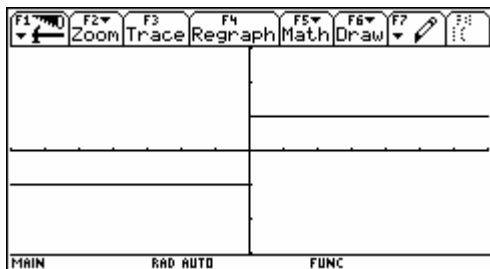 F1 F2 F3 F4 F5 F6 F7
Zoom Trace Regraph Math Draw
MAIN RAD AUTO FUNC